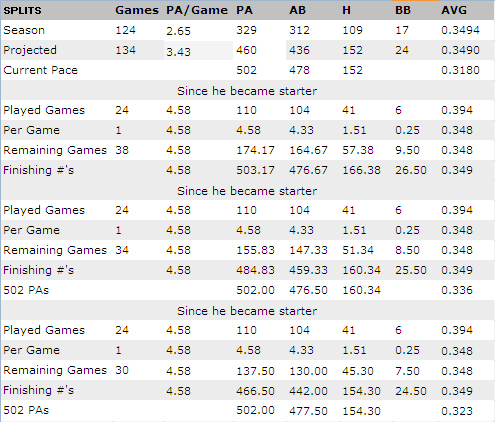 SPLITS Games PA/Game PA AB H BB AVG
Season 124 2.65 329 312 109 17 0.3494
Projected 134 3.43 460 436 152 24 0.3490
Current Pace 502 478 152 0.3180
Since he became starter
Played Games 24 4.58 110 104 41 6 0.394
Per Game 1 4.58 4.58 4.33 1.51 0.25 0.348
Remaining Games 38 4.58 174.17 164.67 57.38 9.50 0.348
Finishing #'s 4.58 503.17 476.67 166.38 26.50 0.349
Since he became starter
Played Games 24 4.58 110 104 41 6 0.394
Per Game 1 4.58 4.58 4.33 1.51 0.25 0.348
Remaining Games 34 4.58 155.83 147.33 51.34 8.50 0.348
Finishing #'s 4.58 484.83 459.33 160.34 25.50 0.349
502 PAs 502.00 476.50 160.34 0.336
Since he became starter
Played Games 24 4.58 110 104 41 6 0.394
Per Game 1 4.58 4.58 4.33 1.51 0.25 0.348
Remaining Games 30 4.58 137.50 130.00 45.30 7.50 0.348
Finishing #'s 4.58 466.50 442.00 154.30 24.50 0.349
502 PAs 502.00 477.50 154.30 0.323